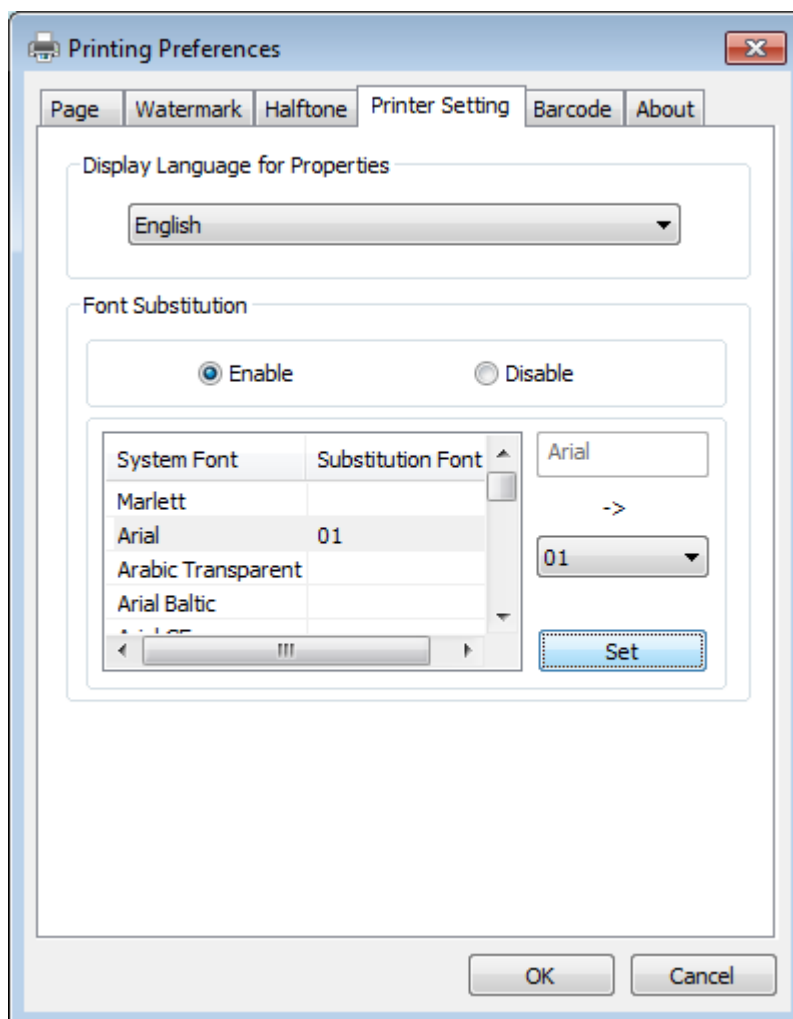 Printing Preferences
Page Watermark Halftone Printer Setting Barcode About
Display Language for Properties
English
Font Substitution
Enable Disable
System Font Substitution Font
Marlett
Arial 01
Arabic Transparent
Arial Baltic
Arial
->
01
Set
OK Cancel